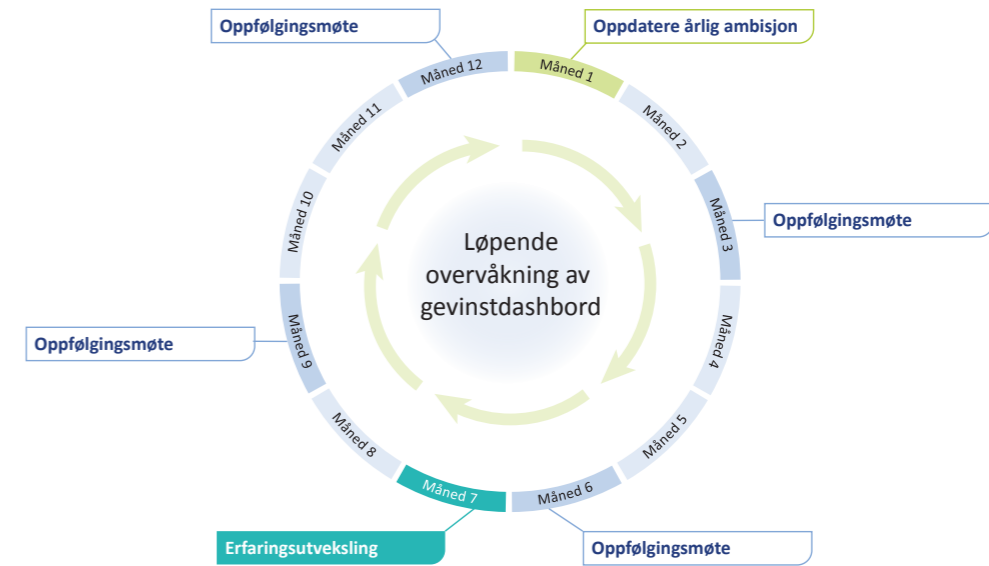 Oppfølgingsmøte
Oppdatere årlig ambisjon
Måned 12
Måned 1
Måned 11
Måned 2
Måned 10
Måned 3
Oppfølgingsmøte
Løpende
overvåkning av
gevinstdashbord
Oppfølgingsmøte
Måned 9
Måned 4
Måned 8
Måned 5
Måned 7
Måned 6
Erfaringsutveksling
Oppfølgingsmøte